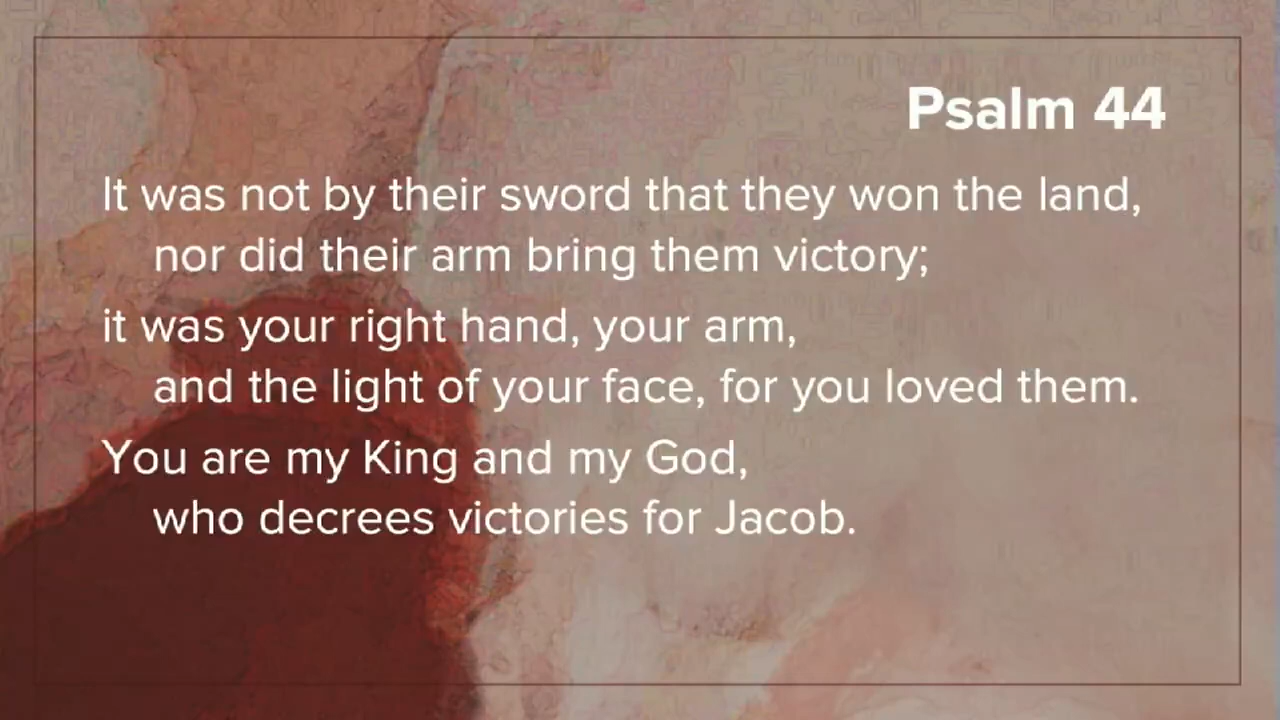 Psalm 44
It was not by their sword that they won the land,
nor did their arm bring them victory;
it was your right hand, your arm,
and the light of your face, for you loved them.
You are my King and my God,
who decrees victories for Jacob.